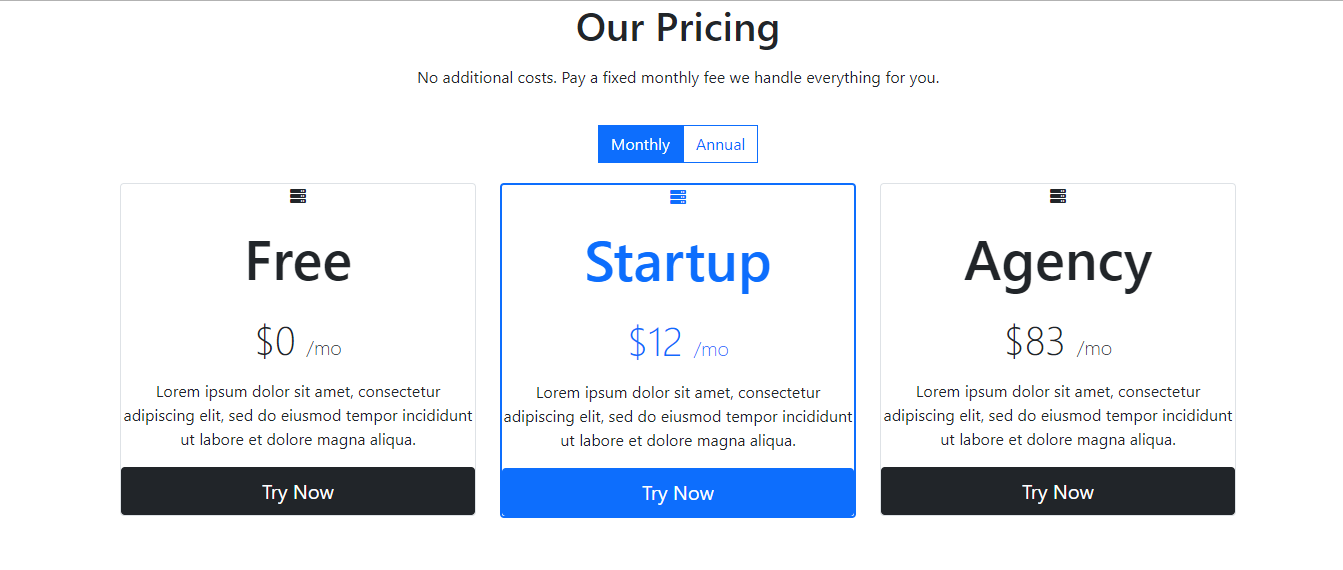 Our Pricing
No additional costs. Pay a fixed monthly fee we handle everything for you.
Monthly Annual
Free
$0 /mo
Lorem ipsum dolor sit amet, consectetur
adipiscing elit, sed do eiusmod tempor incididunt
ut labore et dolore magna aliqua.
Try Now
Startup
$12 /mo
Lorem ipsum dolor sit amet, consectetur
adipiscing elit, sed do eiusmod tempor incididunt
ut labore et dolore magna aliqua.
Try Now
Agency
$83 /mo
Lorem ipsum dolor sit amet, consectetur
adipiscing elit, sed do eiusmod tempor incididunt
ut labore et dolore magna aliqua.
Try Now